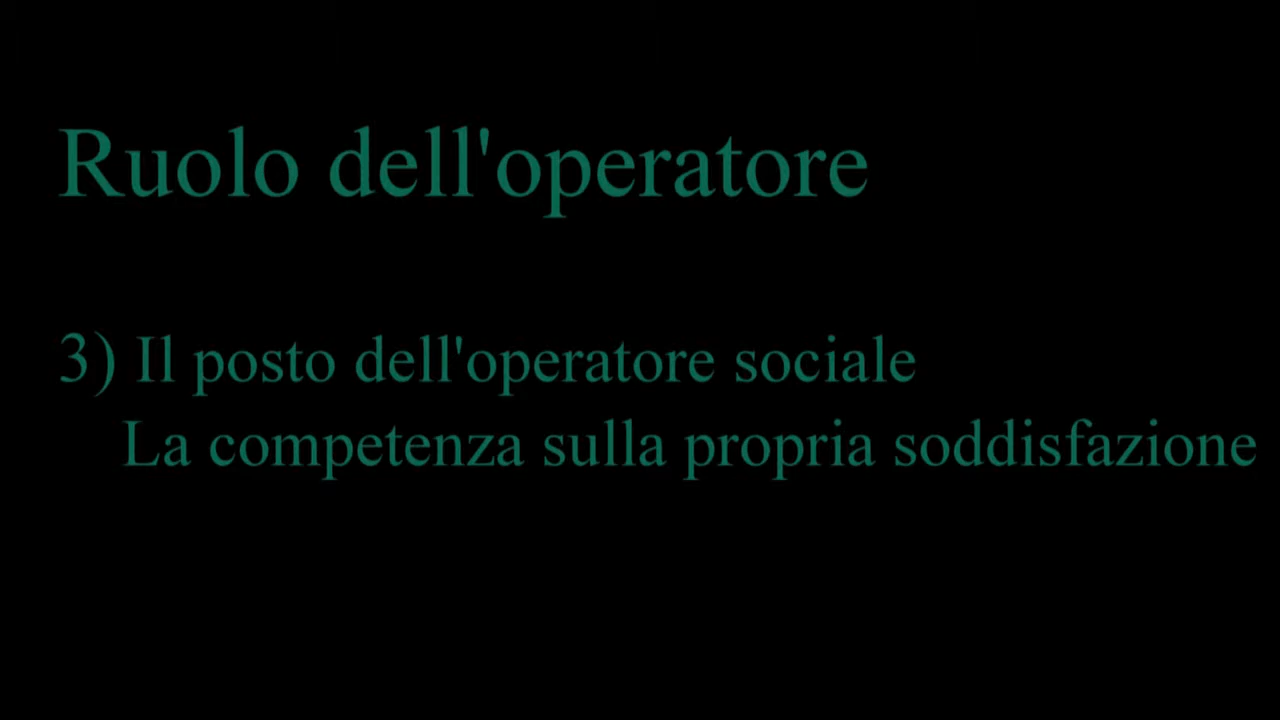 Ruolo dell'operatore
3) Il posto dell'operatore sociale
La competenza sulla propria soddisfazione